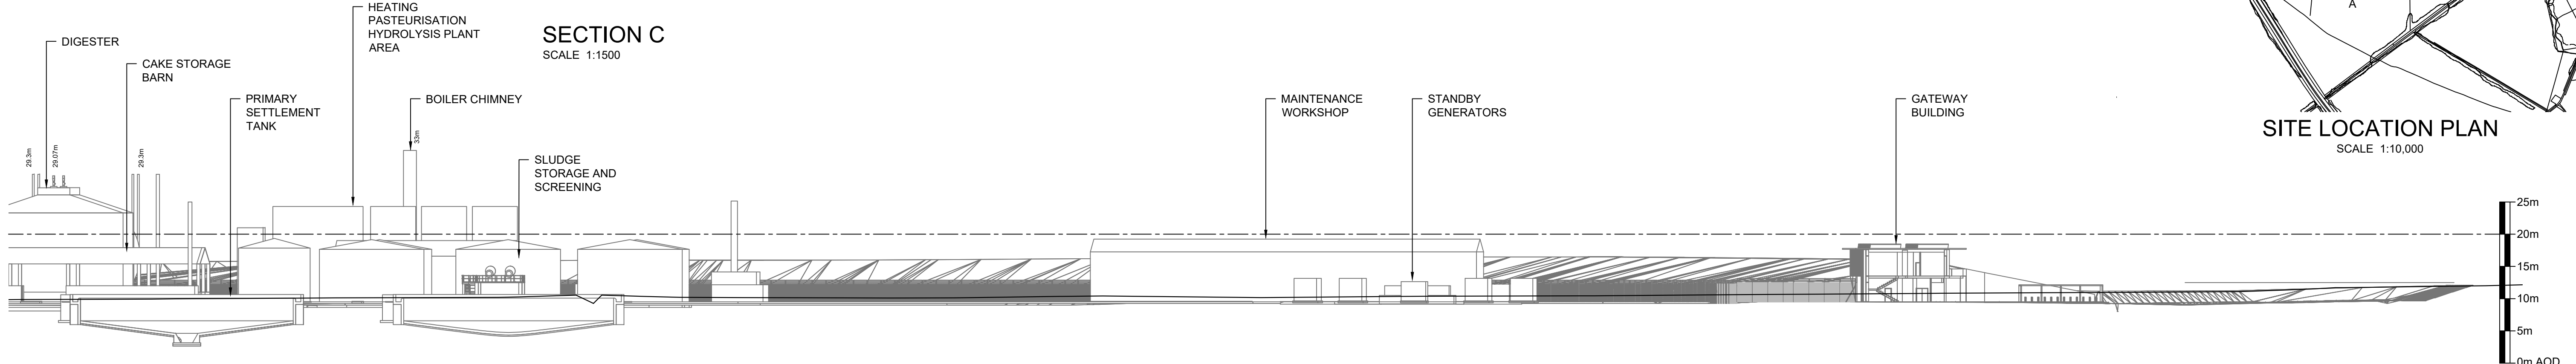 HEATING
PASTEURISATION
HYDROLYSIS PLANT
AREA
SECTION C
SCALE 1:1500
DIGESTER
CAKE STORAGE
BARN
PRIMARY
SETTLEMENT
TANK
BOILER CHIMNEY
SLUDGE
STORAGE AND
SCREENING
29.3m
29.07m
29.3m
33m
MAINTENANCE
WORKSHOP
STANDBY
GENERATORS
GATEWAY
BUILDING
A
SITE LOCATION PLAN
SCALE 1:10,000
25m
20m
15m
10m
5m
0m AOD